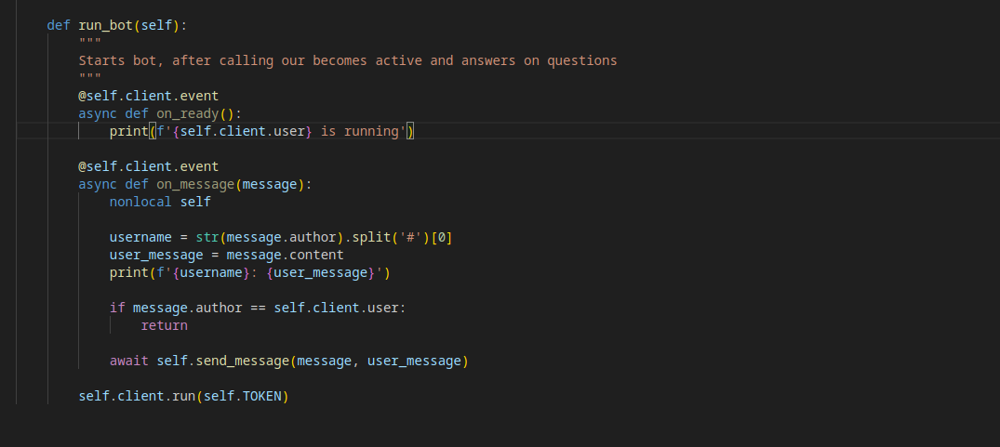 def run_bot(self):
"""
Starts bot, after calling our becomes active and answers on questions
"""
@self.client.event
async def on_ready():
print(f'{self.client.user} is running')
@self.client.event
async def on_message(message):
nonlocal self
username = str(message.author).split('#')[0]
user_message = message.content
print(f'{username}: {user_message}')
if message.author == self.client.user:
return
await self.send_message(message, user_message)
self.client.run(self.TOKEN)